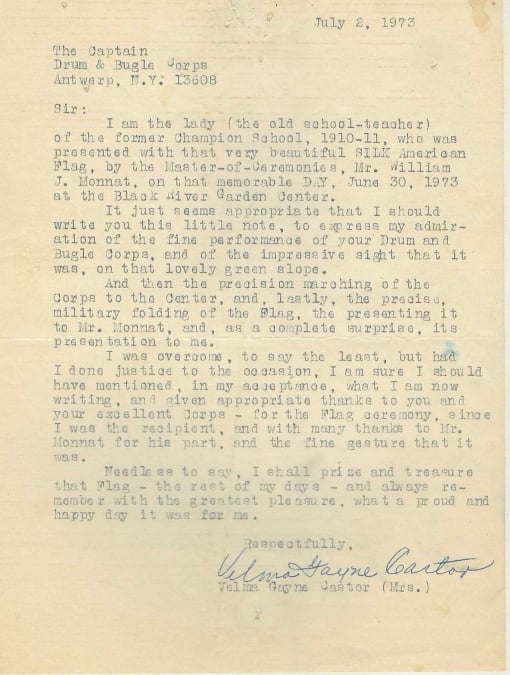 July 2, 1973
The Captain
Drum & Bugle Corps
Antwerp, N.Y. 13608
Sir:
I am the lady (the old school-teacher)
of the former Champion School, 1910-11, who was
presented with that very beautiful SILK American
Flag, by the Master-of-Ceremonies, Mr. William
J. Monnat, on that memorable DAY, June 30, 1973
at the Black River Garden Center.
It just seems appropriate that I should
write you this little note, to express my admir-
ation of the fine performance of your Drum and
Bugle Corps, and of the impressive sight that it
was, on that lovely green slope.
And then the precision marching of the
Corps to the Center, and, lastly, the precise,
military folding of the Flag, the presenting it
to Mr. Monnat, and, as a complete surprise, its
presentation to me.
I was overcome, to say the least, but had
I done justice to the occasion, I am sure I should
have mentioned, in my acceptance, what I am now
writing, and given appropriate thanks to you and
your excellent Corps - for the Flag ceremony, since
I was the recipient, and with many thanks to Mr.
Monnat for his part, and the fine gesture that it
was.
Needless to say, I shall prize and treasure
that Flag - the rest of my days - and always re-
member with the greatest pleasure, what a proud and
happy day it was for me.
Respectfully,
Velma Gayne Castor
Velma Gayne Castor (Mrs.)